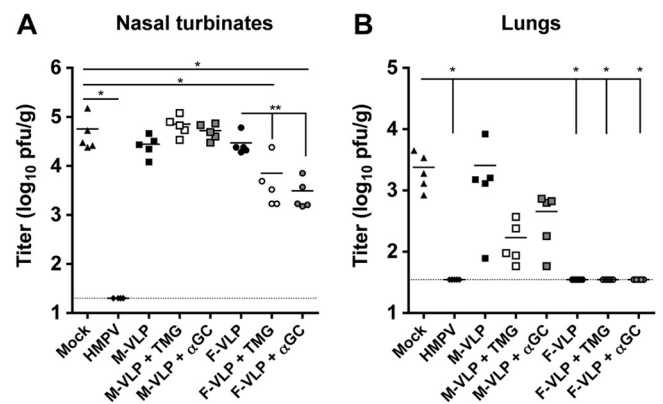 A Nasal turbinates
*
*
*
**
Titer (log10 pfu/g)
6
5
4
3
2
1
Mock
HMPV
M-VLP
M-VLP + TMG
M-VLP + αGC
F-VLP
F-VLP + TMG
F-VLP + αGC
B Lungs
* * * *
Titer (log10 pfu/g)
5
4
3
2
1
Mock
HMPV
M-VLP
M-VLP + TMG
M-VLP + αGC
F-VLP
F-VLP + TMG
F-VLP + αGC